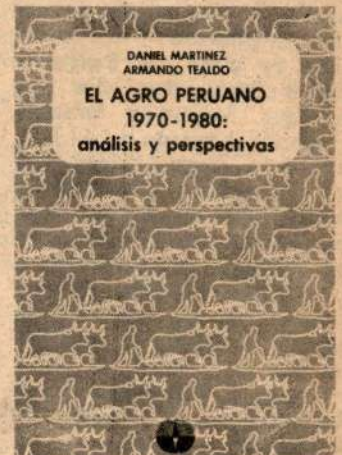 DANIEL MARTINEZ
ARMANDO TEALDO
EL AGRO PERUANO
1970-1980:
análisis y perspectivas